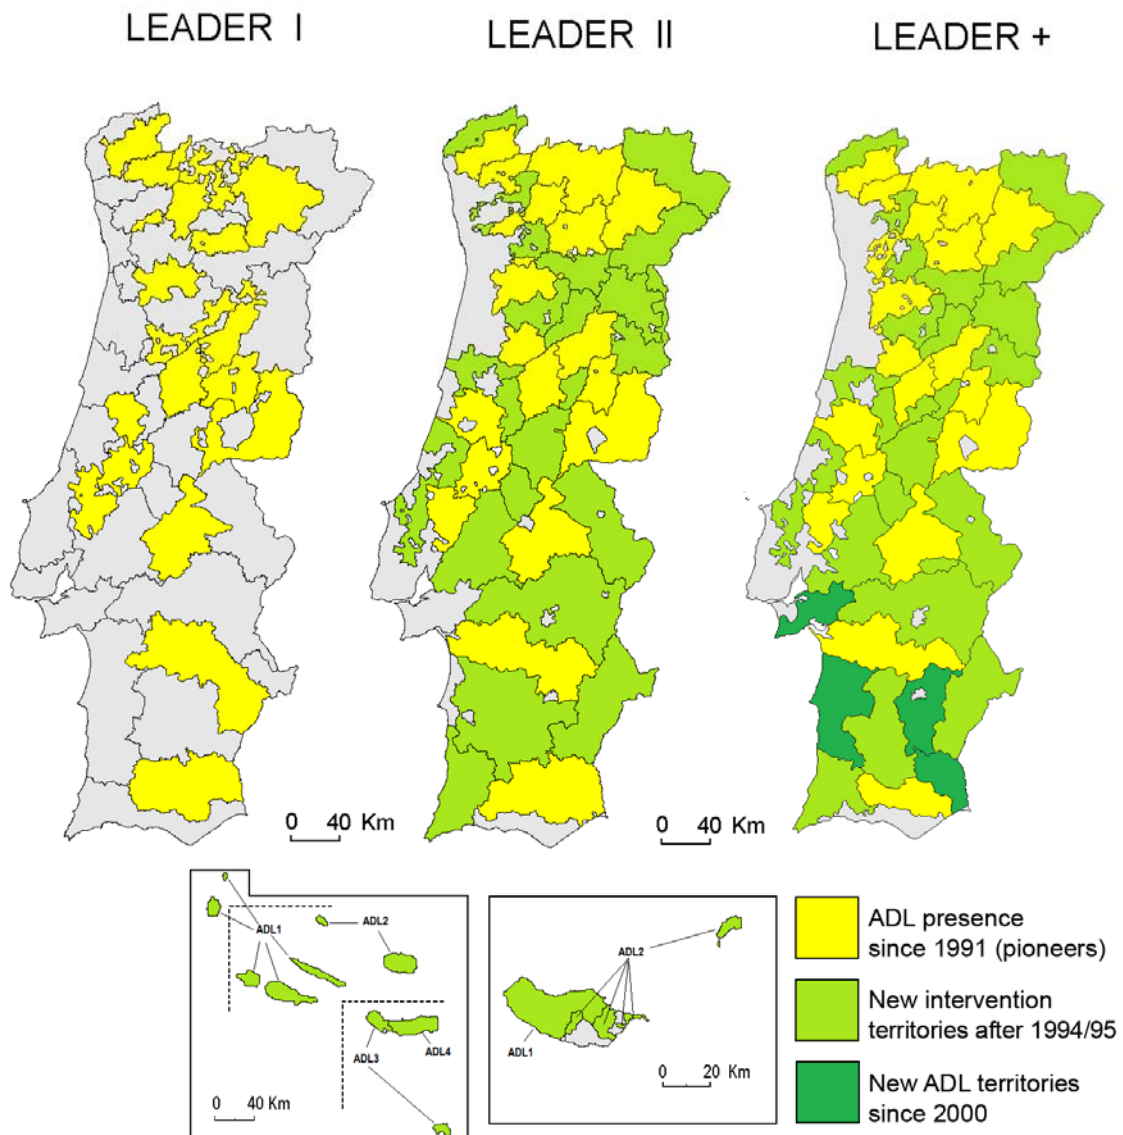 LEADER I
LEADER II
LEADER +
0 40 Km
0 40 Km
ADL1
ADL2
ADL3
ADL4
0 40 Km
ADL2
ADL1
0 20 Km
ADL presence
since 1991 (pioneers)
New intervention
territories after 1994/95
New ADL territories
since 2000